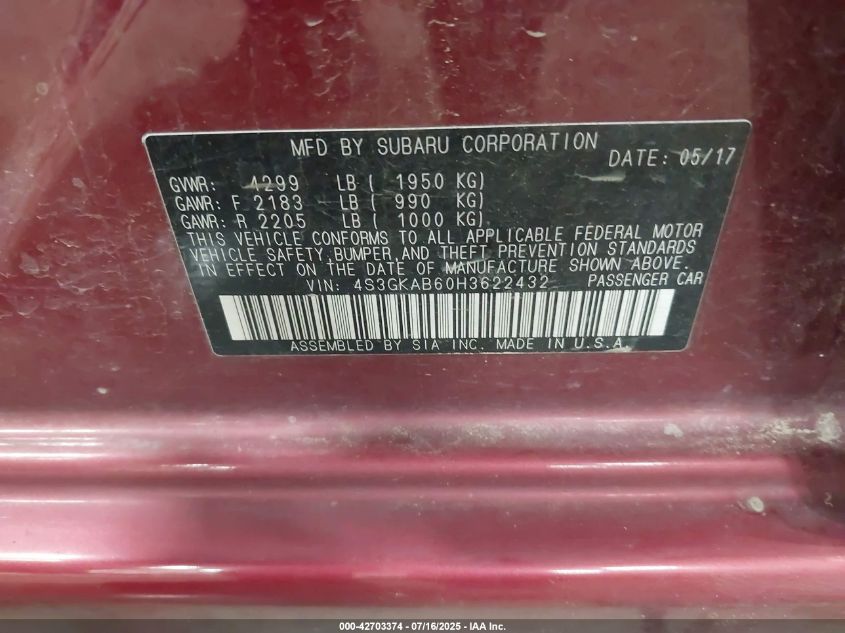 MFD BY SUBARU CORPORATION
DATE: 05/17
GVWR: 4299 LB ( 1950 KG)
GAWR: F 2183 LB ( 990 KG)
GAWR: R 2205 LB ( 1000 KG)
THIS VEHICLE CONFORMS TO ALL APPLICABLE FEDERAL MOTOR
VEHICLE SAFETY, BUMPER, AND THEFT PREVENTION STANDARDS
IN EFFECT ON THE DATE OF MANUFACTURE SHOWN ABOVE.
VIN: 4S3GKAB60H3622432 PASSENGER CAR
ASSEMBLED BY SIA INC. MADE IN U.S.A.
000-42703374 - 07/16/2025 - IAA Inc.